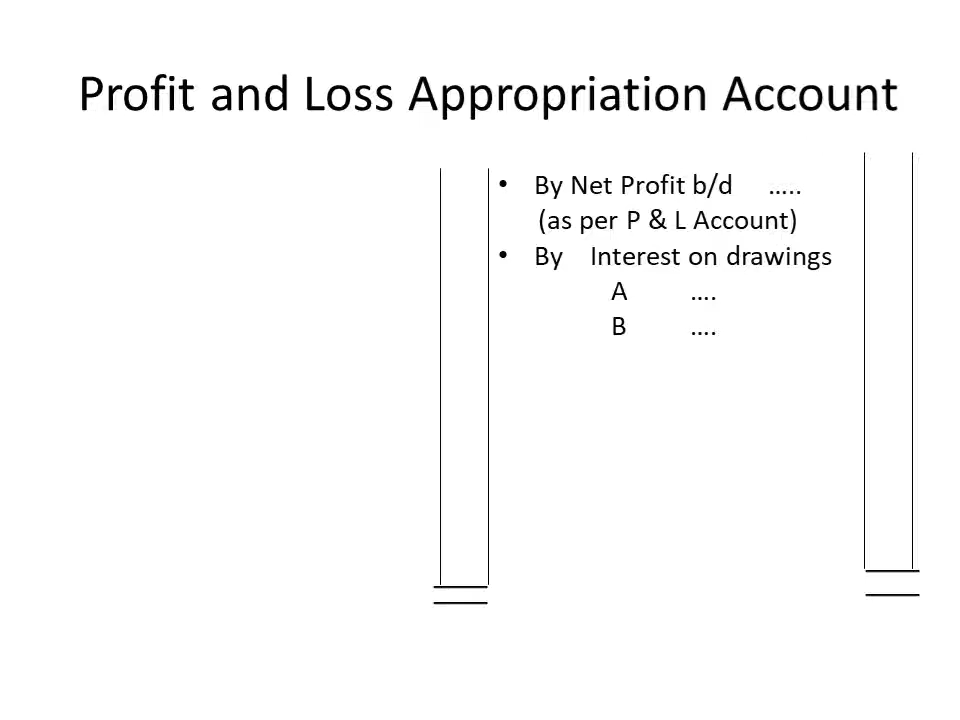 Profit and Loss Appropriation Account
• By Net Profit b/d …..
(as per P & L Account)
• By Interest on drawings
A ….
B ….